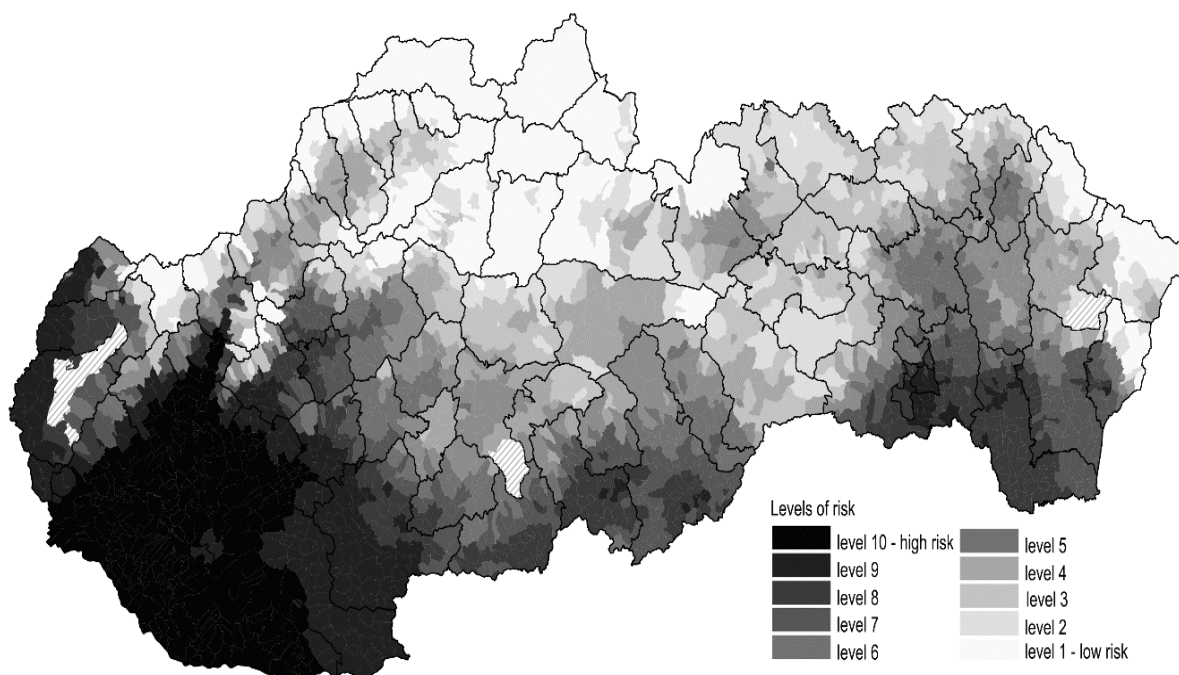 Levels of risk
level 10 - high risk
level 9
level 8
level 7
level 6
level 5
level 4
level 3
level 2
level 1 - low risk